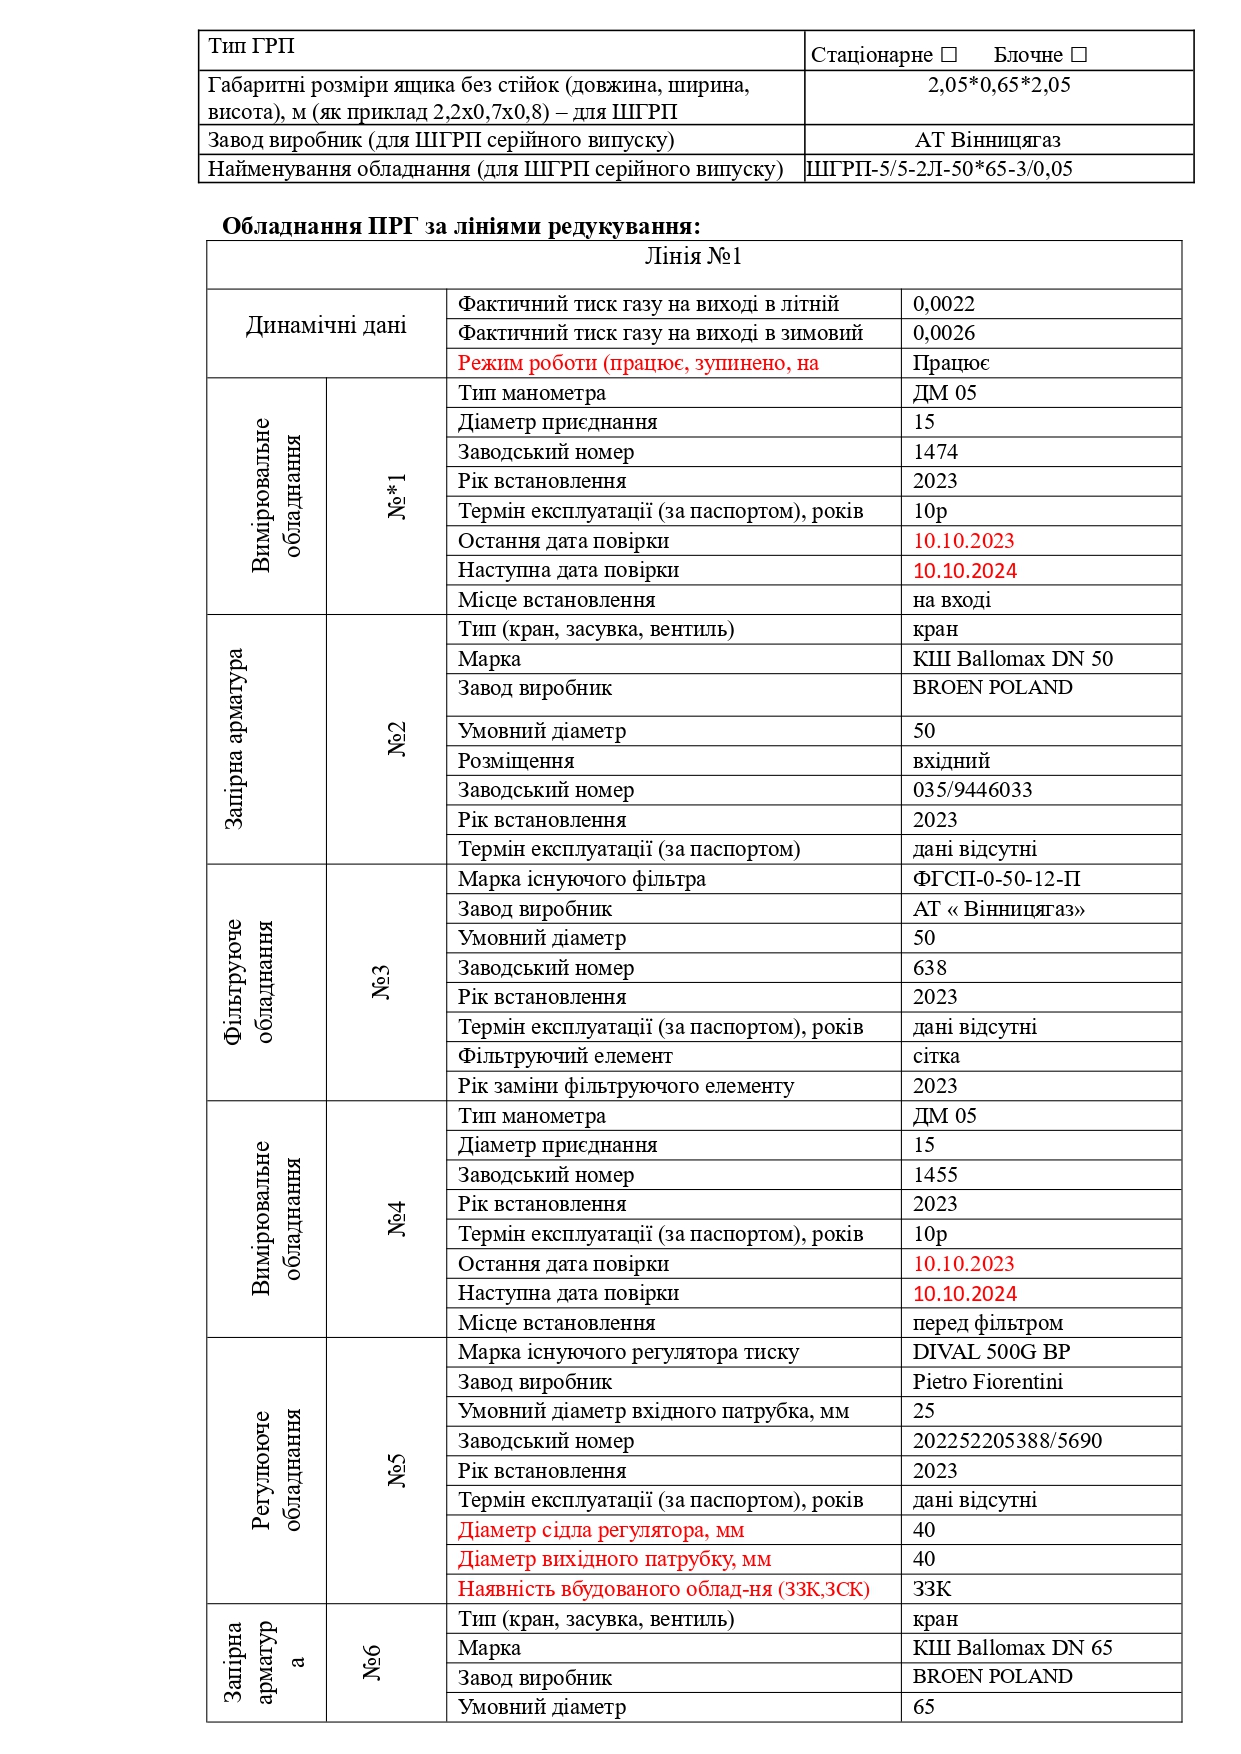 Тип ГРП
Стаціонарне ☐ Блочне ☐
Габаритні розміри ящика без стійок (довжина, ширина,
висота), м (як приклад 2,2х0,7х0,8) – для ШГРП
2,05*0,65*2,05
Завод виробник (для ШГРП серійного випуску)
АТ Вінницягаз
Найменування обладнання (для ШГРП серійного випуску)
ШГРП-5/5-2Л-50*65-3/0,05
Обладнання ПРГ за лініями редукування:
Лінія №1
Динамічні дані
Фактичний тиск газу на виході в літній
0,0022
Фактичний тиск газу на виході в зимовий
0,0026
Режим роботи (працює, зупинено, на
Працює
Вимірювальне
обладнання
№*1
Тип манометра
ДМ 05
Діаметр приєднання
15
Заводський номер
1474
Рік встановлення
2023
Термін експлуатації (за паспортом), років
10р
Остання дата повірки
10.10.2023
Наступна дата повірки
10.10.2024
Місце встановлення
на вході
Запірна арматура
№2
Тип (кран, засувка, вентиль)
кран
Марка
КШ Ballomax DN 50
Завод виробник
BROEN POLAND
Умовний діаметр
50
Розміщення
вхідний
Заводський номер
035/9446033
Рік встановлення
2023
Термін експлуатації (за паспортом)
дані відсутні
Фільтруюче
обладнання
№3
Марка існуючого фільтра
ФГСП-0-50-12-П
Завод виробник
АТ « Вінницягаз»
Умовний діаметр
50
Заводський номер
638
Рік встановлення
2023
Термін експлуатації (за паспортом), років
дані відсутні
Фільтруючий елемент
сітка
Рік заміни фільтруючого елементу
2023
Вимірювальне
обладнання
№4
Тип манометра
ДМ 05
Діаметр приєднання
15
Заводський номер
1455
Рік встановлення
2023
Термін експлуатації (за паспортом), років
10р
Остання дата повірки
10.10.2023
Наступна дата повірки
10.10.2024
Місце встановлення
перед фільтром
Регулююче
обладнання
№5
Марка існуючого регулятора тиску
DIVAL 500G BP
Завод виробник
Pietro Fiorentini
Умовний діаметр вхідного патрубка, мм
25
Заводський номер
202252205388/5690
Рік встановлення
2023
Термін експлуатації (за паспортом), років
дані відсутні
Діаметр сідла регулятора, мм
40
Діаметр вихідного патрубку, мм
40
Наявність вбудованого облад-ня (ЗЗК,ЗСК)
ЗЗК
Запірна
арматур
а
№6
Тип (кран, засувка, вентиль)
кран
Марка
КШ Ballomax DN 65
Завод виробник
BROEN POLAND
Умовний діаметр
65